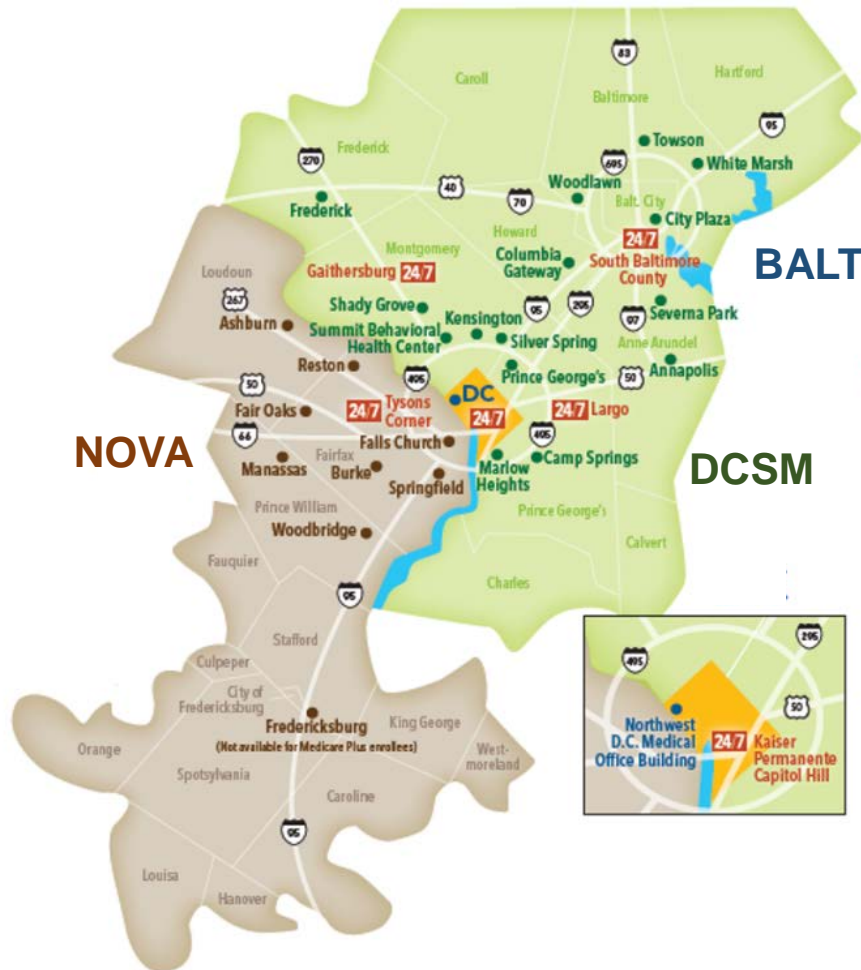 83
Caroll
Hartford
Baltimore
95
Towson
Frederick
270
695
White Marsh
40
Woodlawn
70
Frederick
Balt. City
City Plaza
Howard
24/7
Montgomery
Columbia
Gateway
South Baltimore
County
BALT
Loudoun
Gaithersburg 24/7
267
Shady Grove
95
295
Severna Park
Ashburn
Kensington
97
Summit Behavioral
Health Center
Silver Spring
Anne Arundel
Reston
Prince George's
50
Annapolis
50
495
DC
Fair Oaks
24/7 Tysons
Corner
24/7
24/7 Largo
66
Falls Church
495
NOVA
Fairfax
Manassas
Burke
Springfield
Marlow
Heights
Camp Springs
DCSM
Prince William
Prince George's
Woodbridge
Calvert
Fauquier
Charles
95
Stafford
Culpeper
City of
Fredericksburg
Fredericksburg
(Not available for Medicare Plus enrollees)
King George
Orange
West-
moreland
Spotsylvania
Caroline
95
Louisa
Hanover
295
495
50
Northwest
D.C. Medical
Office Building
24/7 Kaiser
Permanente
Capitol Hill